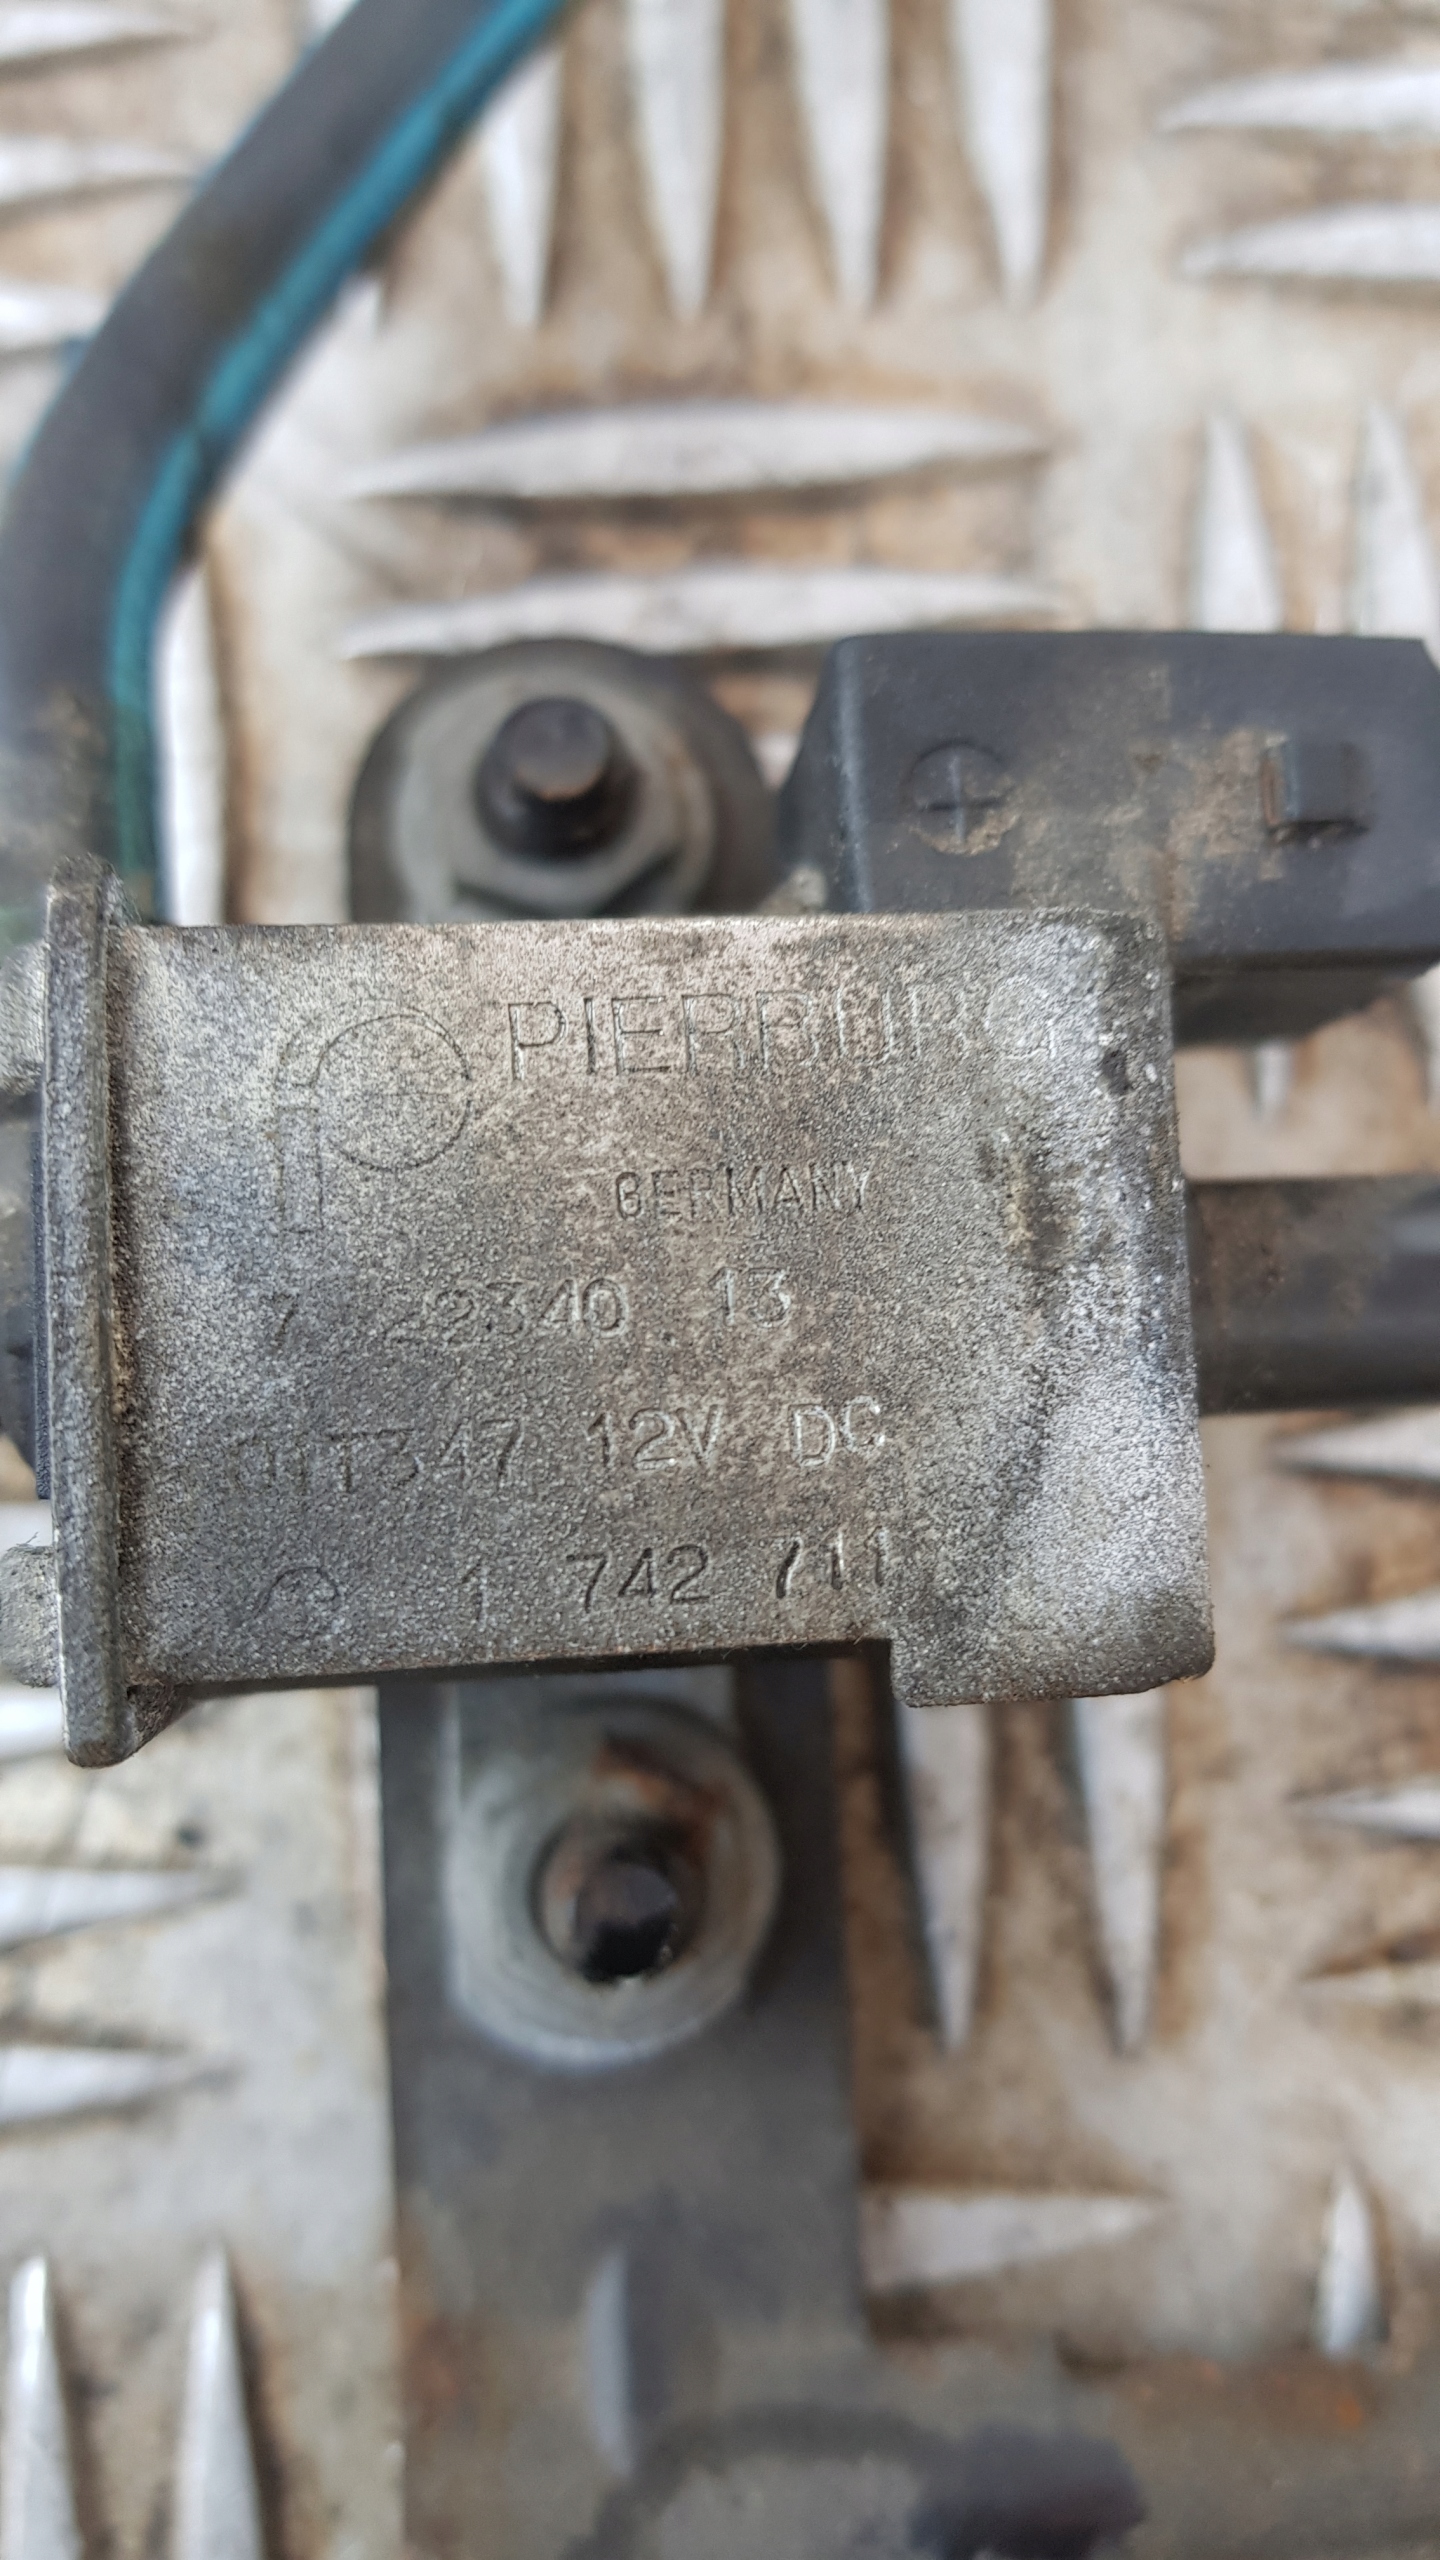 PIERBURG
GERMANY
7 22340 13
12V DC
1 742 711